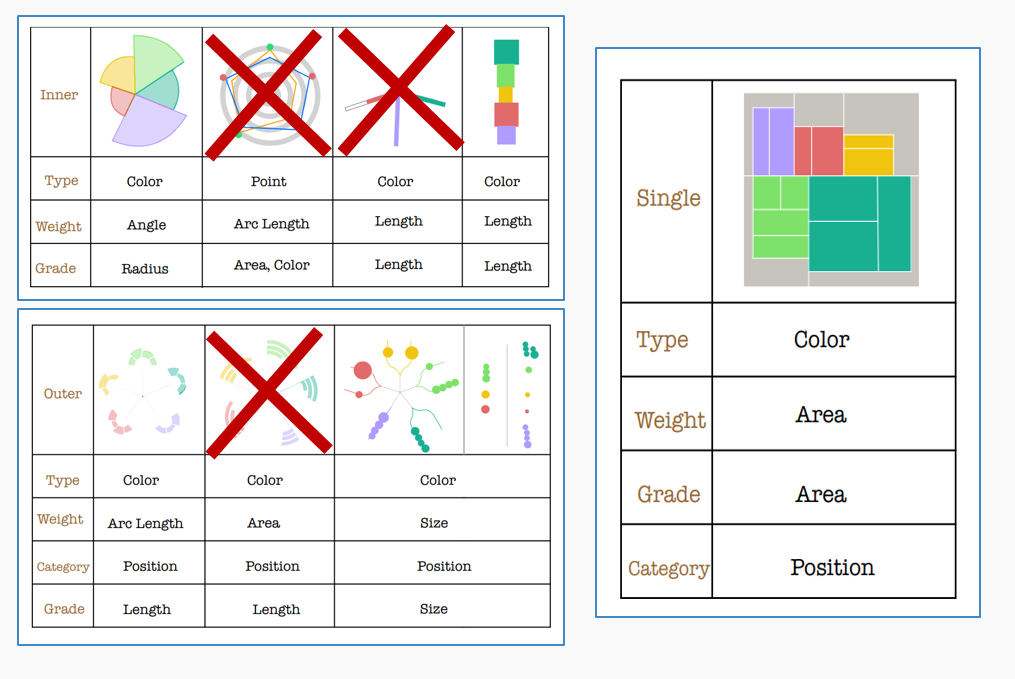 Inner
Type Color Point Color Color
Weight Angle Arc Length Length Length
Grade Radius Area, Color Length Length
Outer
Type Color Color Color
Weight Arc Length Area Size
Category Position Position Position
Grade Length Length Size
Single
Type Color
Weight Area
Grade Area
Category Position